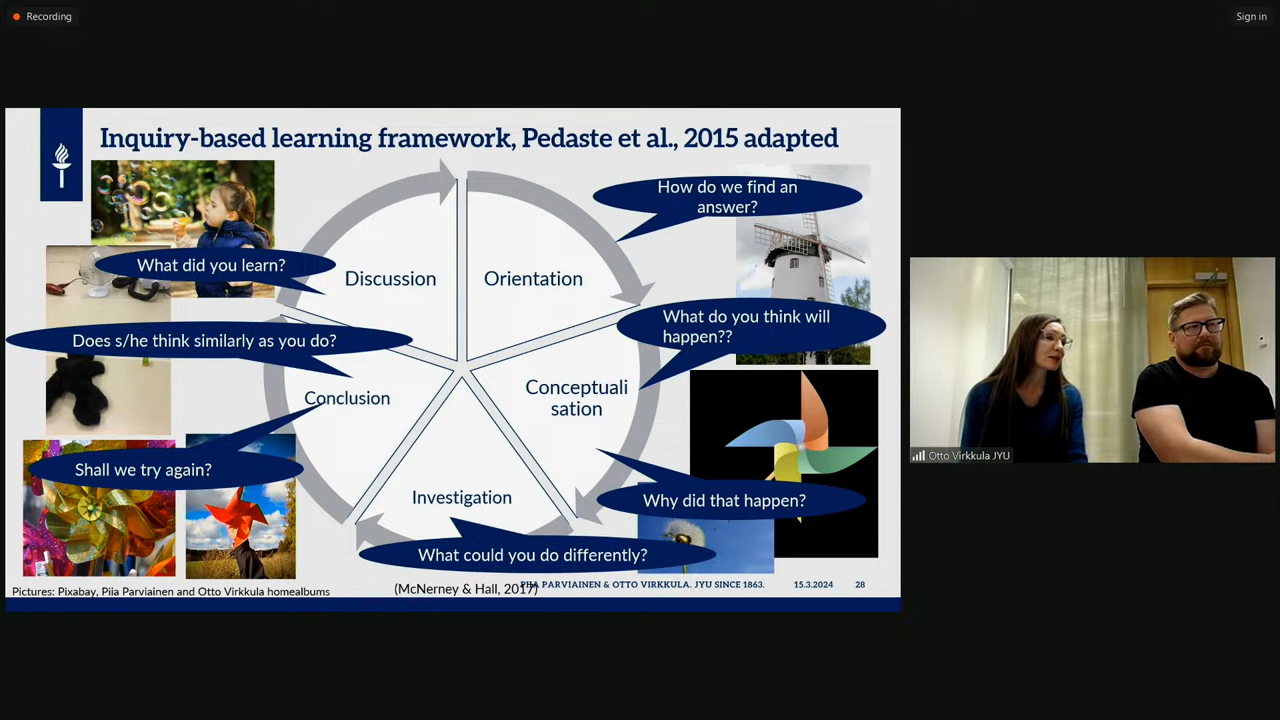 Recording
Sign in
Inquiry-based learning framework, Pedaste et al., 2015 adapted
How do we find an
answer?
What did you learn?
Discussion
Orientation
What do you think will
happen??
Does s/he think similarly as you do?
Conceptuali
sation
Conclusion
Shall we try again?
Investigation
Why did that happen?
What could you do differently?
Otto Virkkula JYU
Pictures: Pixabay, Piia Parviainen and Otto Virkkula homealbums
(McNerney & Hall, 2017)
PIIA PARVIAINEN & OTTO VIRKKULA. JYU SINCE 1863.
15.3.2024
28